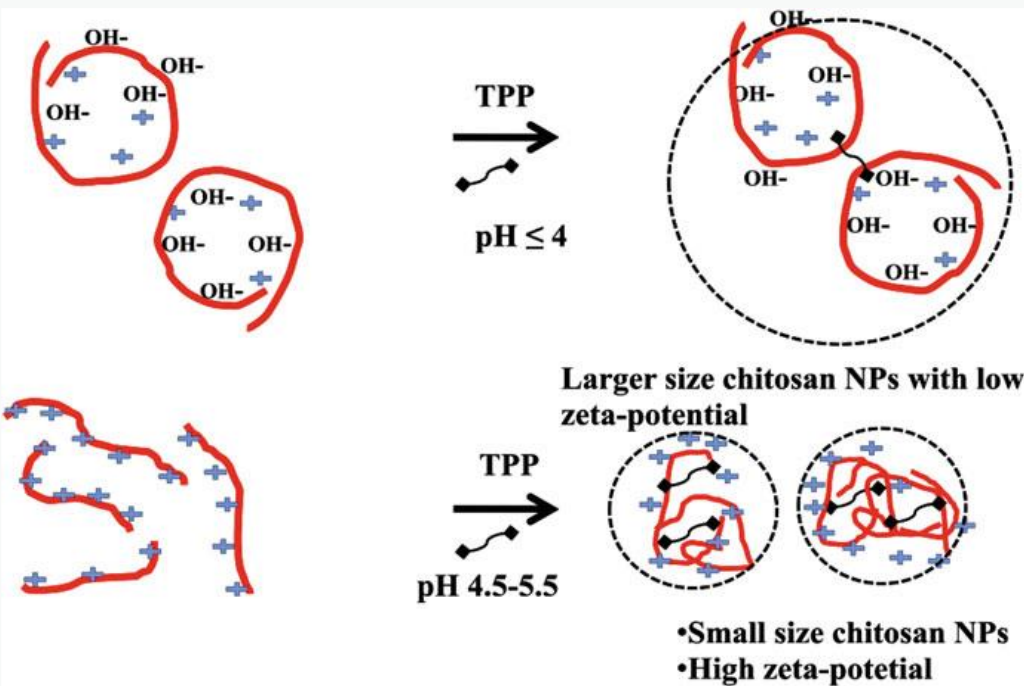 OH-
OH-
OH-
OH-
OH-
OH-
OH-
OH-
TPP
pH ≤ 4
OH-
OH-
OH-
OH-
OH-
OH-
OH-
OH-
Larger size chitosan NPs with low
zeta-potential
TPP
pH 4.5-5.5
•Small size chitosan NPs
•High zeta-potetial